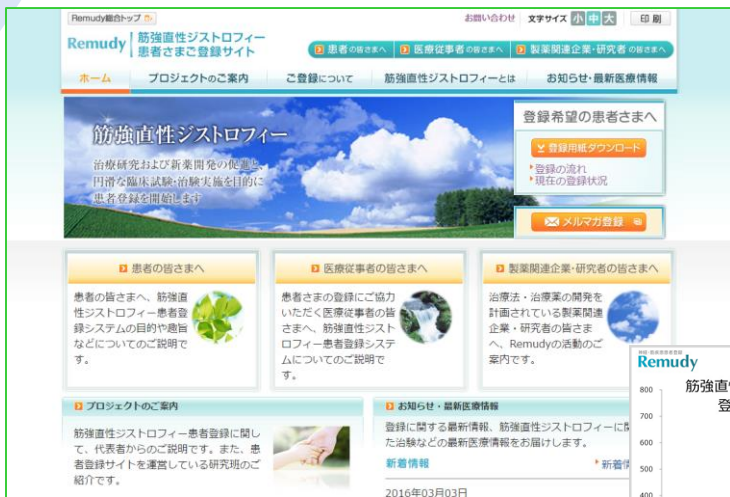 Remudy総合トップ
お問い合わせ 文字サイズ 小 中 大 印刷
Remudy 筋強直性ジストロフィー
患者さまご登録サイト
患者の皆さまへ 医療従事者の皆さまへ 製薬関連企業・研究者の皆さまへ
ホーム プロジェクトのご案内 ご登録について 筋強直性ジストロフィーとは お知らせ・最新医療情報
筋強直性ジストロフィー
治療研究および新薬開発の促進と、
円滑な臨床試験・治験実施を目的に
患者登録を開始します
登録希望の患者さまへ
登録用紙ダウンロード
登録の流れ
現在の登録状況
メルマガ登録
患者の皆さまへ
患者の皆さまへ、筋強直
性ジストロフィー患者登
録システムの目的や趣旨
などについてのご説明で
す。
医療従事者の皆さまへ
患者さまの登録にご協力
いただく医療従事者の皆
さまへ、筋強直性ジスト
ロフィー患者登録システ
ムについてのご説明で
す。
製薬関連企業・研究者の皆さまへ
治療法・治療薬の開発を
計画されている製薬関連
企業・研究者の皆さま
へ、Remudyの活動のご
案内です。
プロジェクトのご案内
筋強直性ジストロフィー患者登録に関し
て、代表者からのご説明です。また、患
者登録サイトを運営している研究班のご
紹介です。
お知らせ・最新医療情報
登録に関する最新情報、筋強直性ジストロフィーに関
た治験などの最新医療情報をお届けします。
新着情報 新着情
2016年03月03日
Remudy
筋強直性
登
800
700
600
500
400